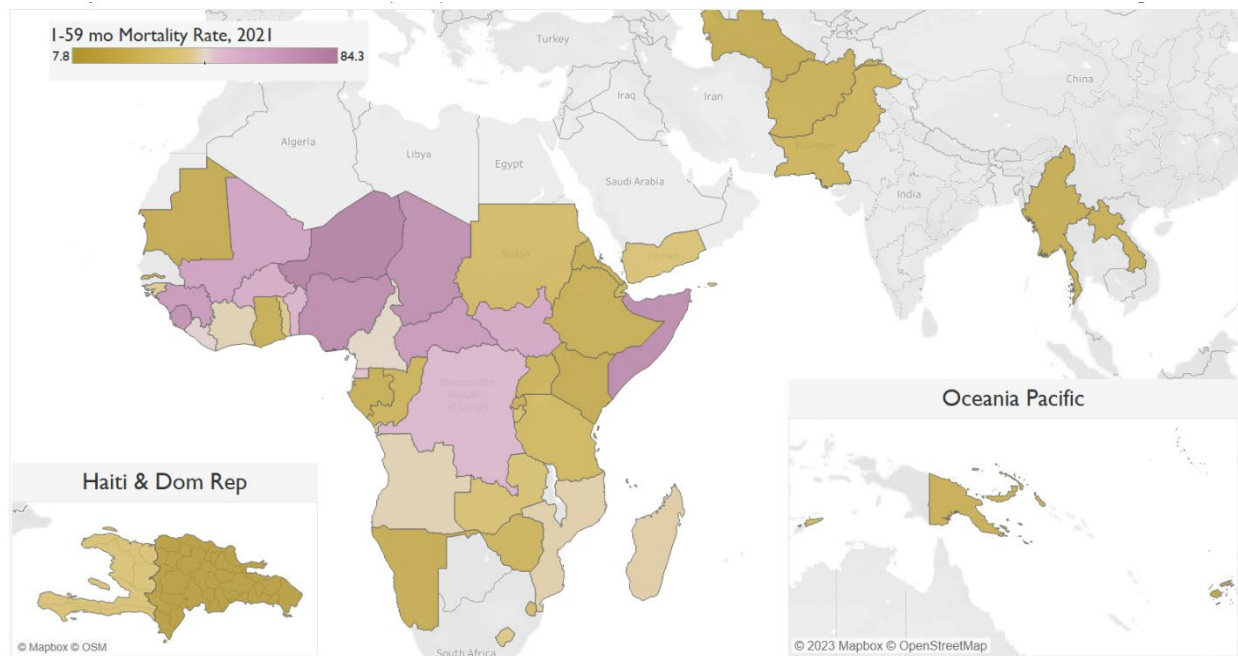 1-59 mo Mortality Rate, 2021
7.8
84.3
Turkey
China
Iraq
Iran
Algeria
Libya
Egypt
Pakistan
Saudi Arabia
India
Sudan
Yemen
Democratic
Republic
of Congo
Oceania Pacific
Haiti & Dom Rep
© Mapbox © OSM
South Africa
© 2023 Mapbox © OpenStreetMap